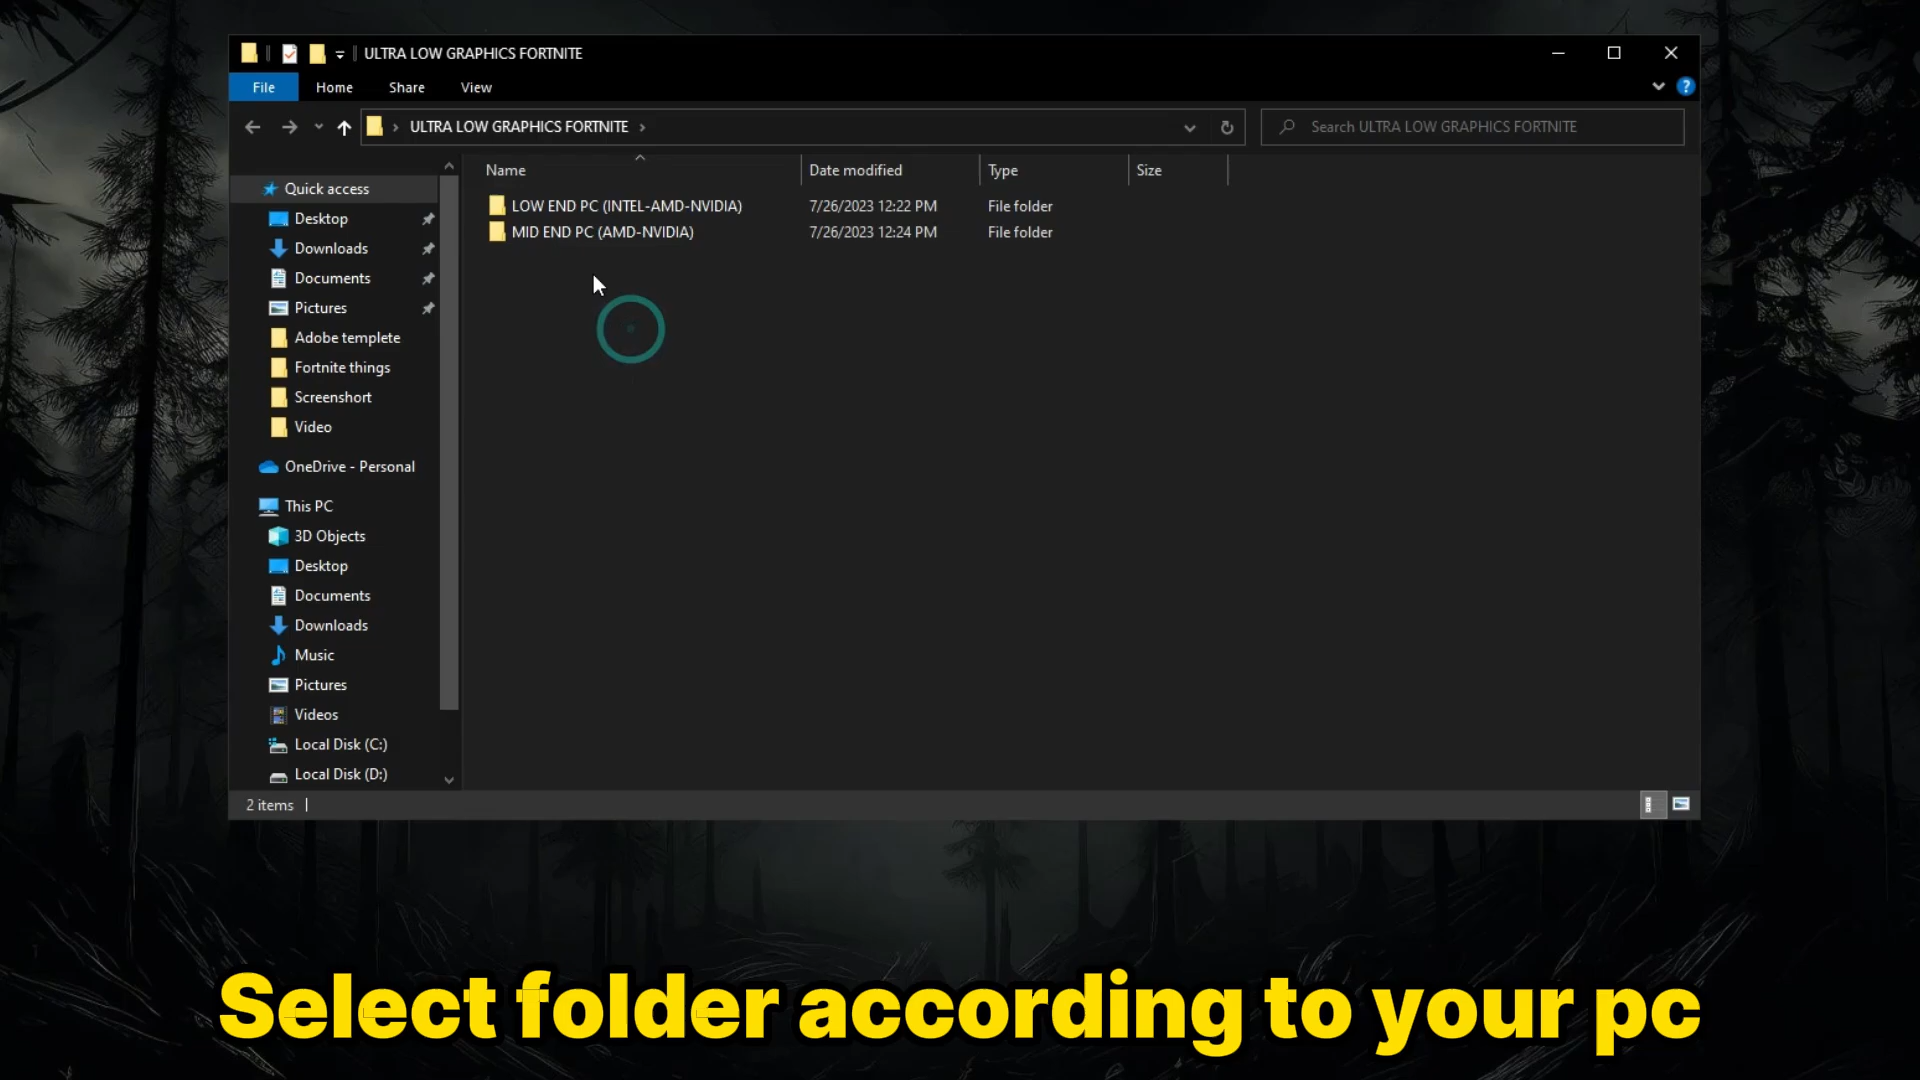 ULTRA LOW GRAPHICS FORTNITE
File Home Share View
ULTRA LOW GRAPHICS FORTNITE
Search ULTRA LOW GRAPHICS FORTNITE
Name Date modified Type Size
Quick access
Desktop
Downloads
Documents
Pictures
Adobe templete
Fortnite things
Screenshort
Video
OneDrive - Personal
This PC
3D Objects
Desktop
Documents
Downloads
Music
Pictures
Videos
Local Disk (C:)
Local Disk (D:)
LOW END PC (INTEL-AMD-NVIDIA) 7/26/2023 12:22 PM File folder
MID END PC (AMD-NVIDIA) 7/26/2023 12:24 PM File folder
2 items
Select folder according to your pc